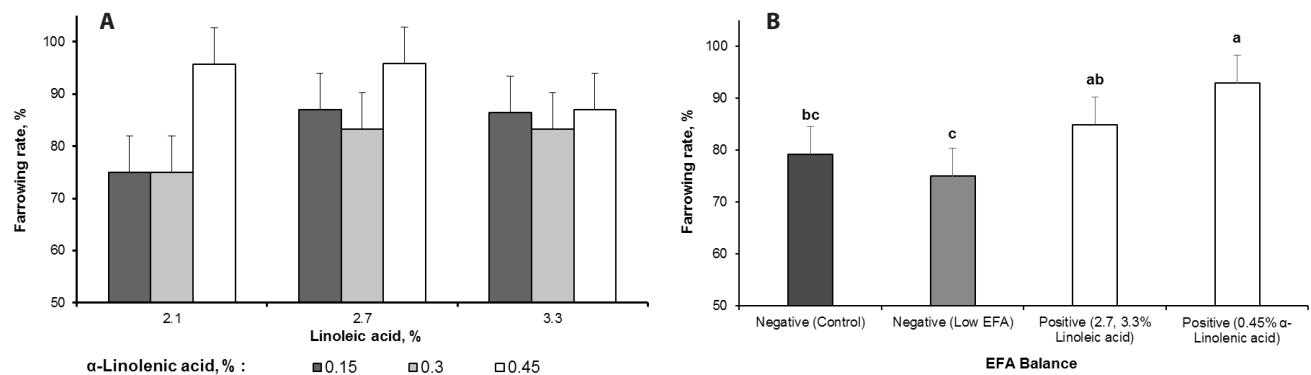 A
Farrowing rate, %
100
90
80
70
60
50
2.1
2.7
3.3
Linoleic acid, %
α-Linolenic acid, % :
0.15
0.3
0.45
B
Farrowing rate, %
100
90
80
70
60
50
bc
c
ab
a
Negative (Control)
Negative (Low EFA)
Positive (2.7, 3.3%
Linoleic acid)
Positive (0.45% α-
Linolenic acid)
EFA Balance